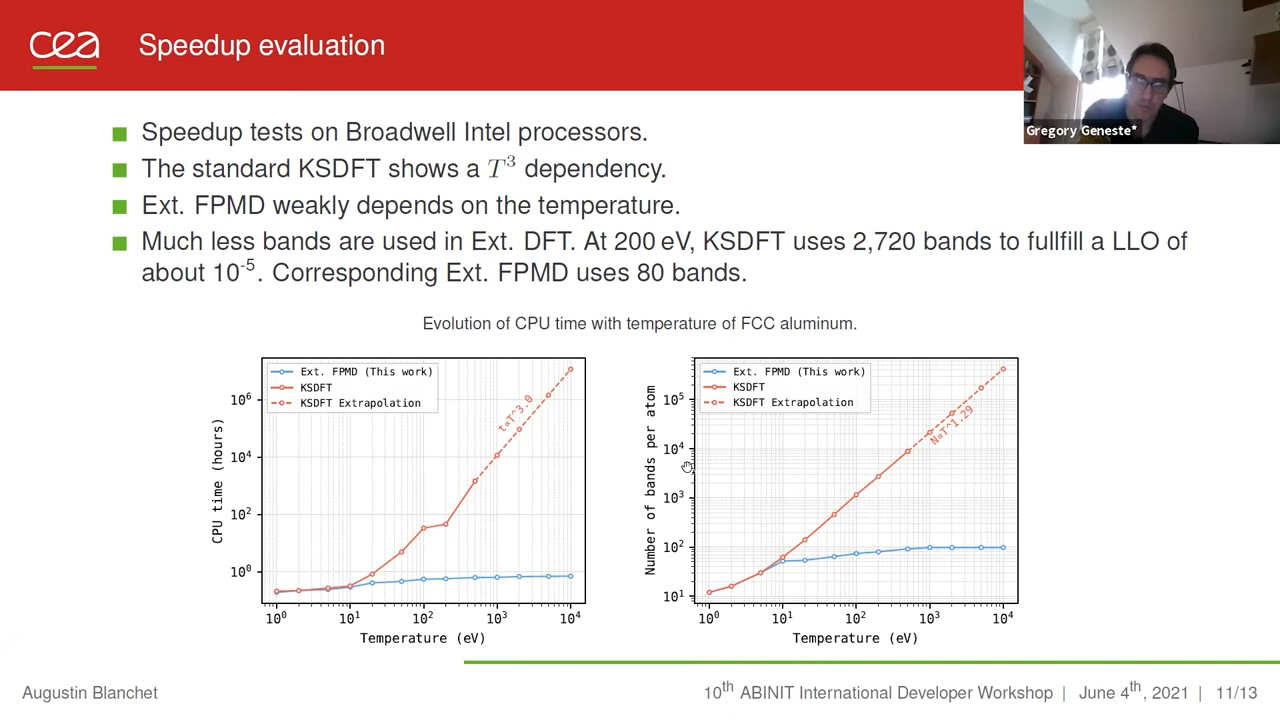 cea
Speedup evaluation
Gregory Geneste*
Speedup tests on Broadwell Intel processors.
The standard KSDFT shows a T³ dependency.
Ext. FPMD weakly depends on the temperature.
Much less bands are used in Ext. DFT. At 200 eV, KSDFT uses 2,720 bands to fullfill a LLO of
about 10⁻⁵. Corresponding Ext. FPMD uses 80 bands.
Evolution of CPU time with temperature of FCC aluminum.
Ext. FPMD (This work)
KSDFT
KSDFT Extrapolation
t∝T^3.0
CPU time (hours)
10⁶
10⁴
10²
10⁰
10⁰ 10¹ 10² 10³ 10⁴
Temperature (eV)
Ext. FPMD (This work)
KSDFT
KSDFT Extrapolation
N∝T^1.29
Number of bands per atom
10⁵
10⁴
10³
10²
10¹
10⁰ 10¹ 10² 10³ 10⁴
Temperature (eV)
Augustin Blanchet
10th ABINIT International Developer Workshop | June 4th, 2021 | 11/13